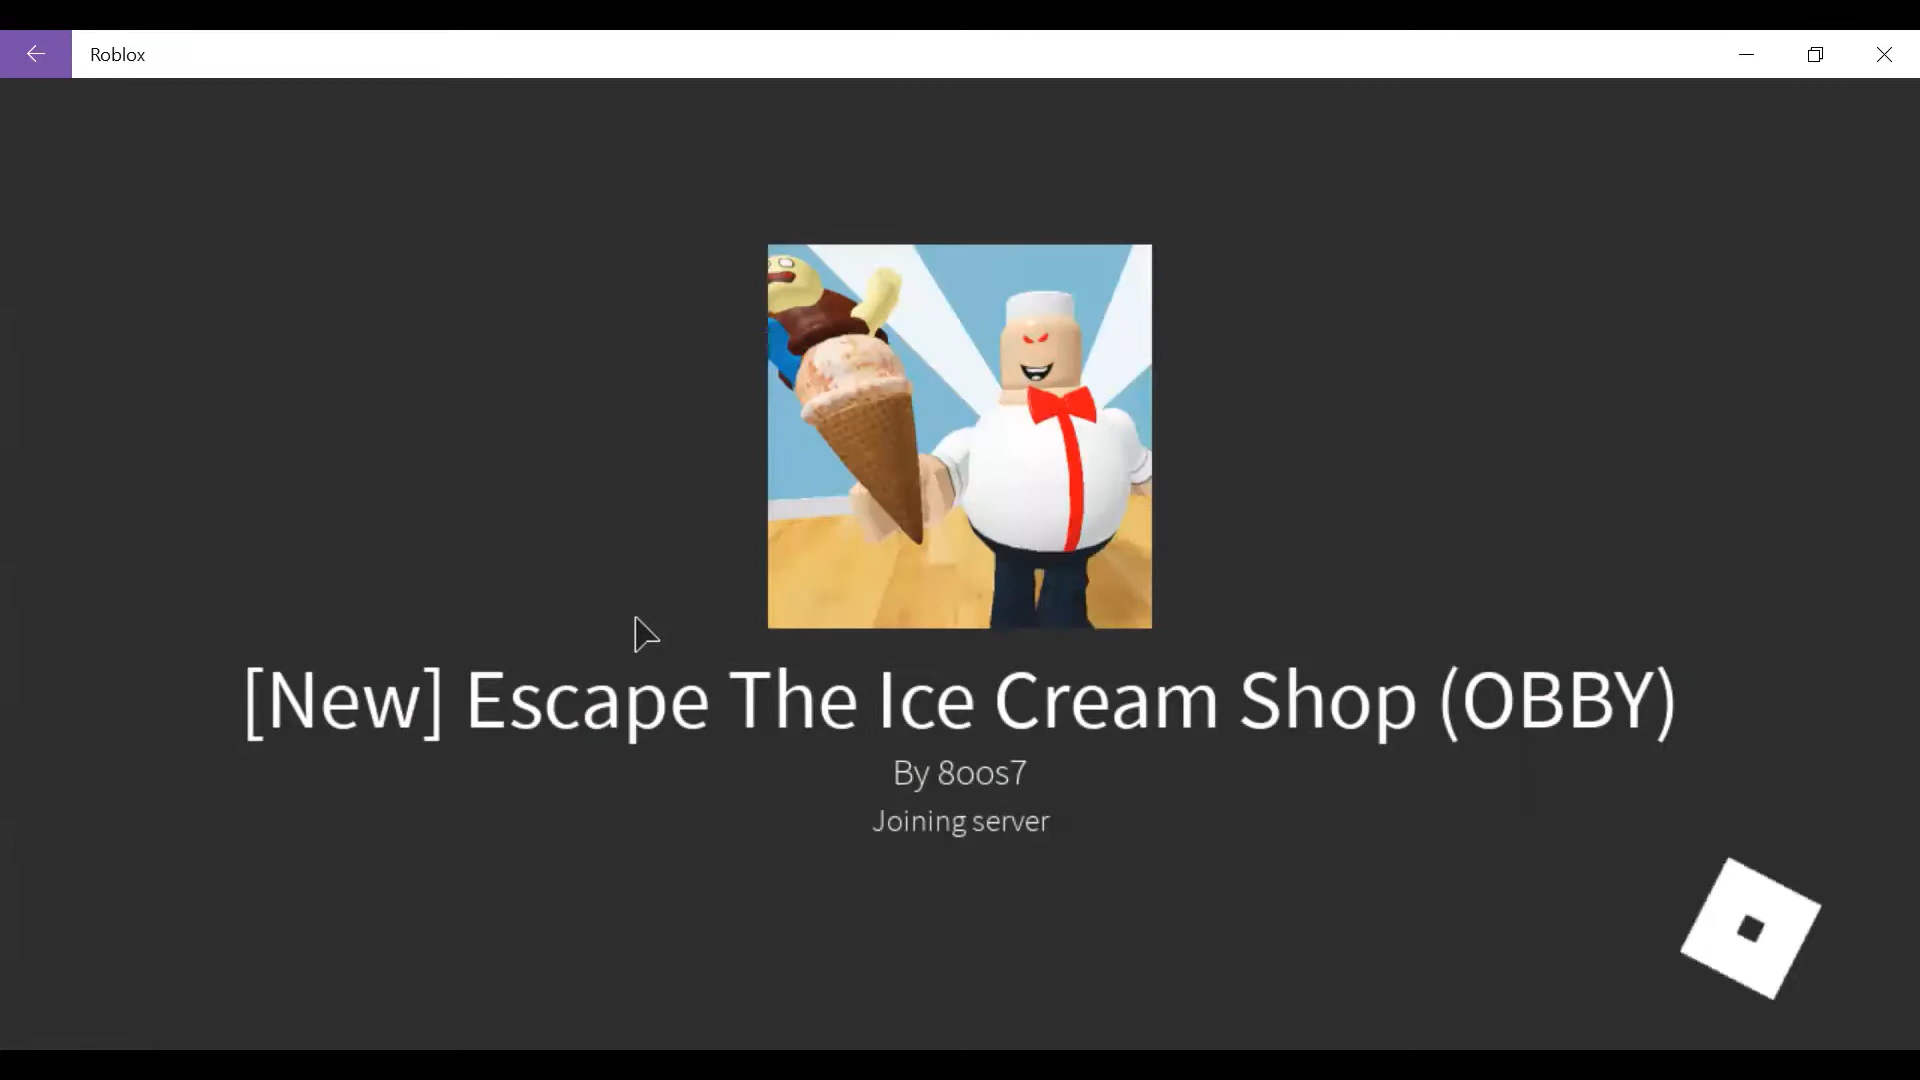 Roblox
[New] Escape The Ice Cream Shop (OBBY)
By 8oos7
Joining server